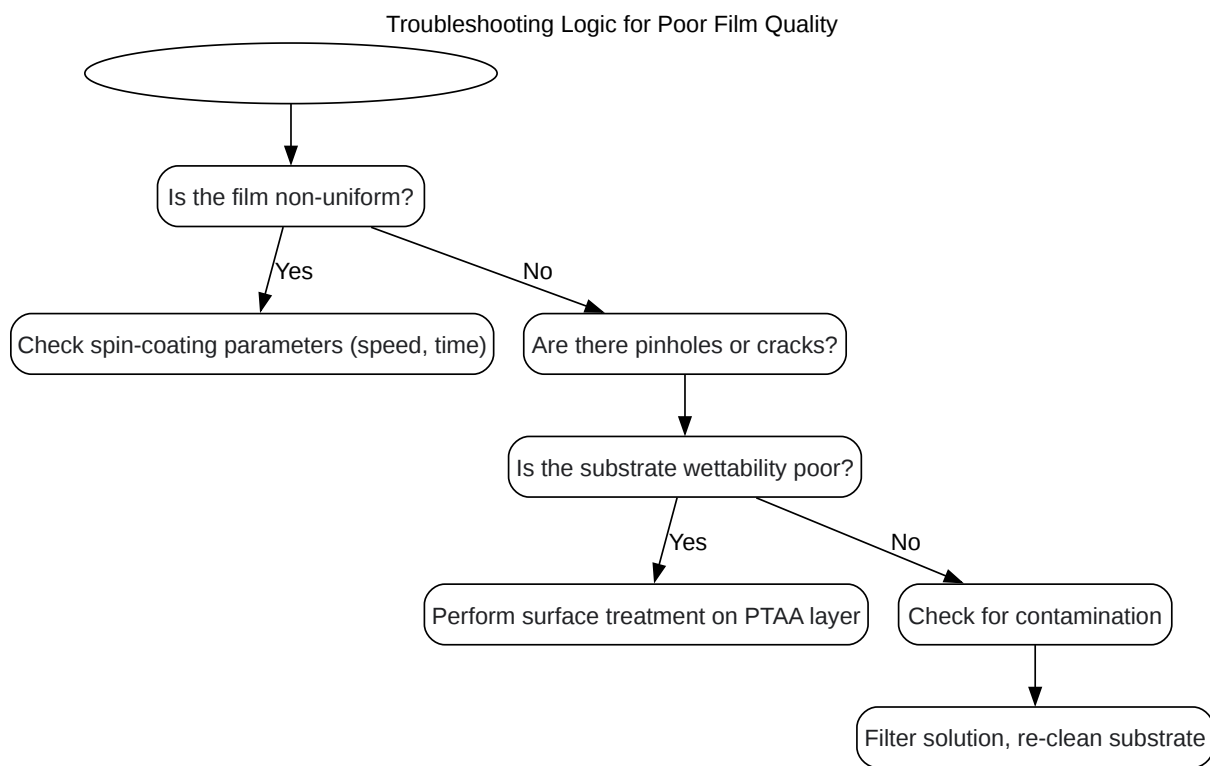 Troubleshooting Logic for Poor Film Quality
Is the film non-uniform?
Yes
No
Check spin-coating parameters (speed, time)
Are there pinholes or cracks?
Is the substrate wettability poor?
Yes
No
Perform surface treatment on PTAA layer
Check for contamination
Filter solution, re-clean substrate